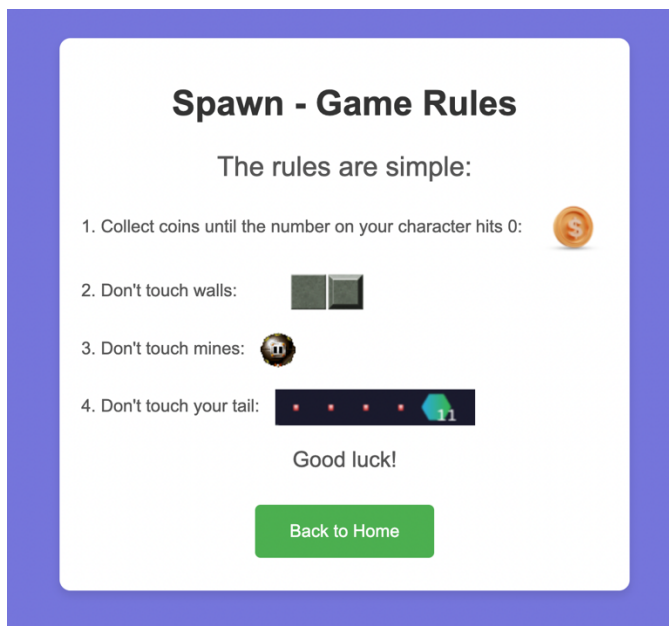 Spawn - Game Rules
The rules are simple:
1. Collect coins until the number on your character hits 0:
2. Don't touch walls:
3. Don't touch mines:
4. Don't touch your tail:
11
Good luck!
Back to Home